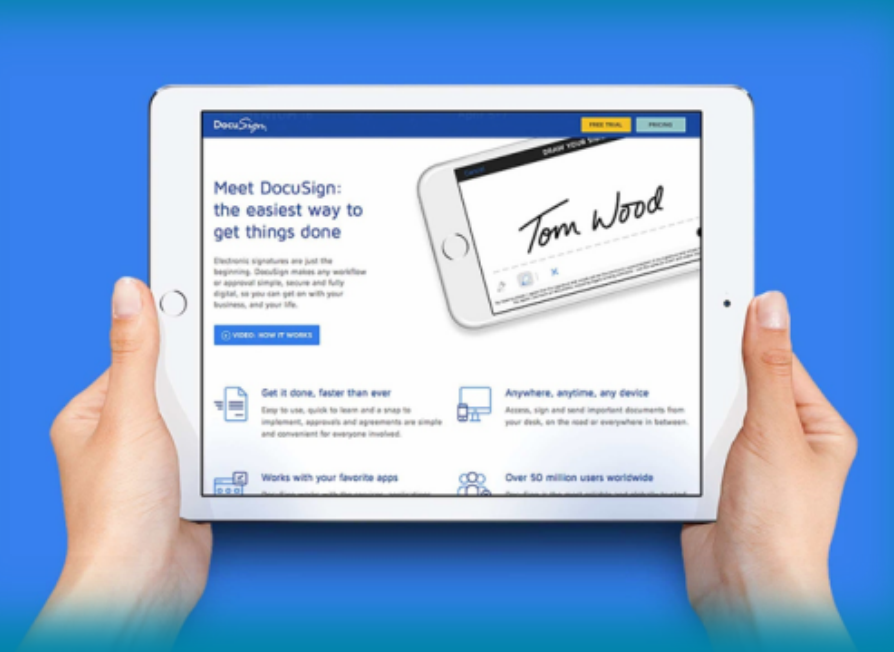 DocuSign
FREE TRIAL
PRICING
Cancel
DRAW YOUR
Tom Wood
Meet DocuSign:
the easiest way to
get things done
Electronic signatures are just the
beginning. DocuSign makes any workflow
or approval simple, secure and fully
digital, so you can get on with your
business, and your life.
VIDEO: HOW IT WORKS
Get it done, faster than ever
Easy to use, quick to learn and a snap to
implement, approvals and agreements are simple
and convenient for everyone involved.
Anywhere, anytime, any device
Access, sign and send important documents from
your desk, on the road or everywhere in between.
Works with your favorite apps
Over 50 million users worldwide